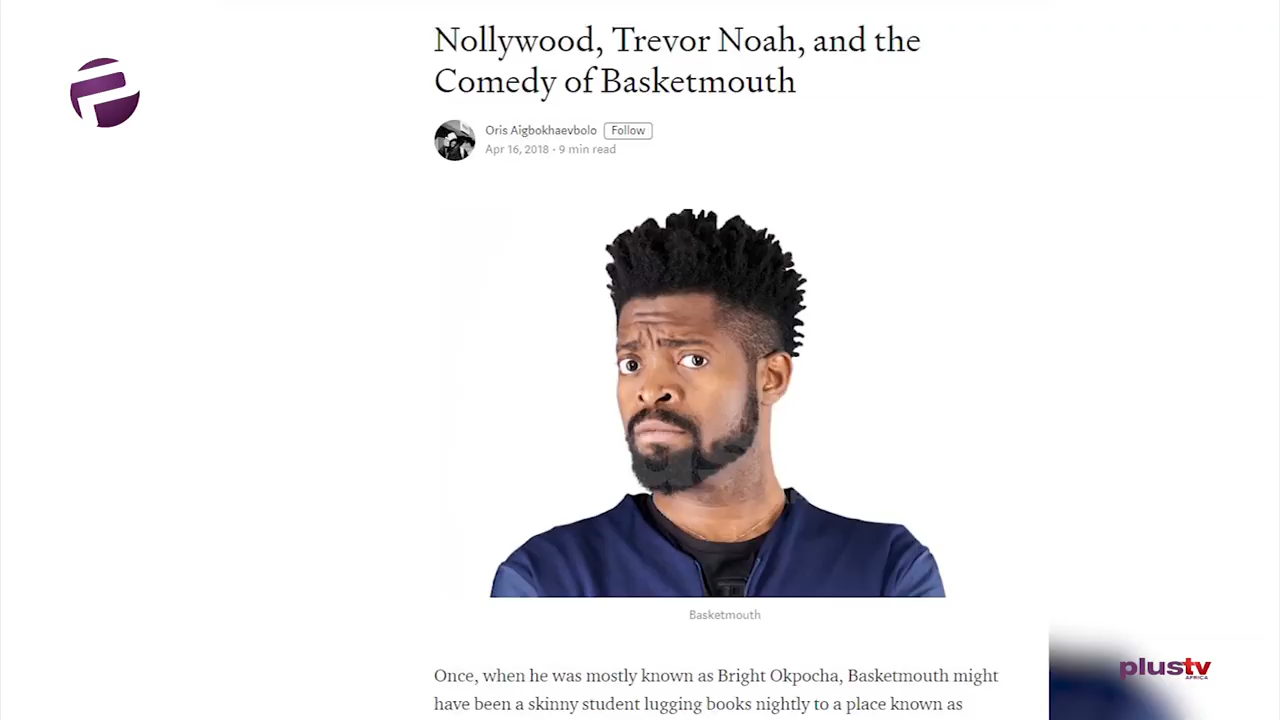 Nollywood, Trevor Noah, and the
Comedy of Basketmouth
Oris Aigbokhaevbolo Follow
Apr 16, 2018 · 9 min read
Basketmouth
Once, when he was mostly known as Bright Okpocha, Basketmouth might
have been a skinny student lugging books nightly to a place known as
plustv
AFRICA